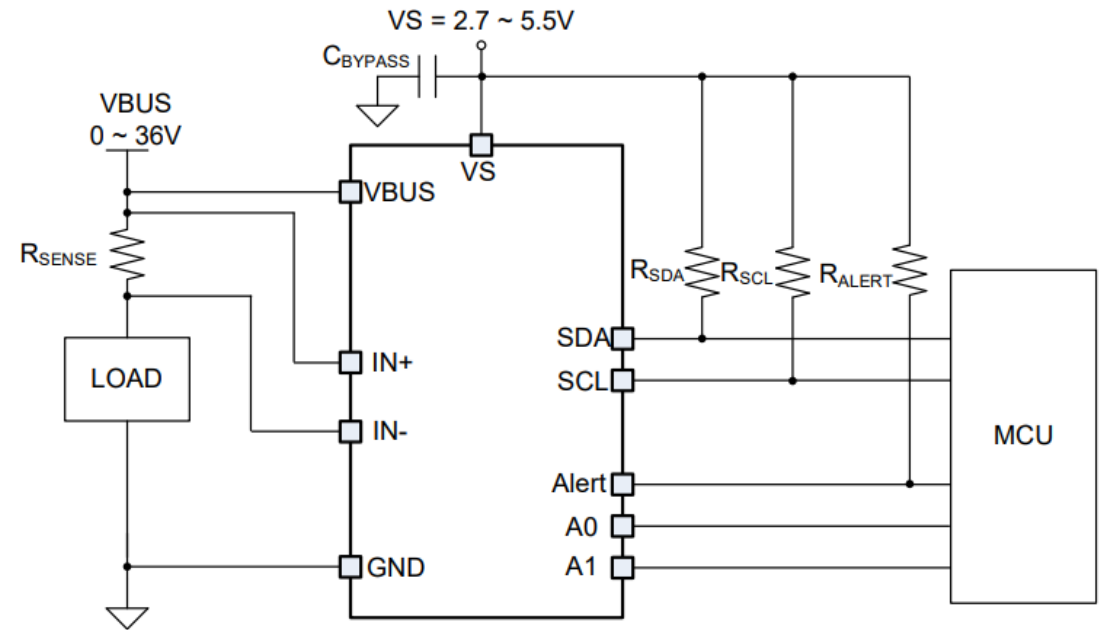 VS = 2.7 ~ 5.5V
CBYPASS
VBUS
0 ~ 36V
VS
VBUS
RSENSE
RSDA
RSCL
RALERT
SDA
IN+
LOAD
SCL
IN-
MCU
Alert
A0
GND
A1